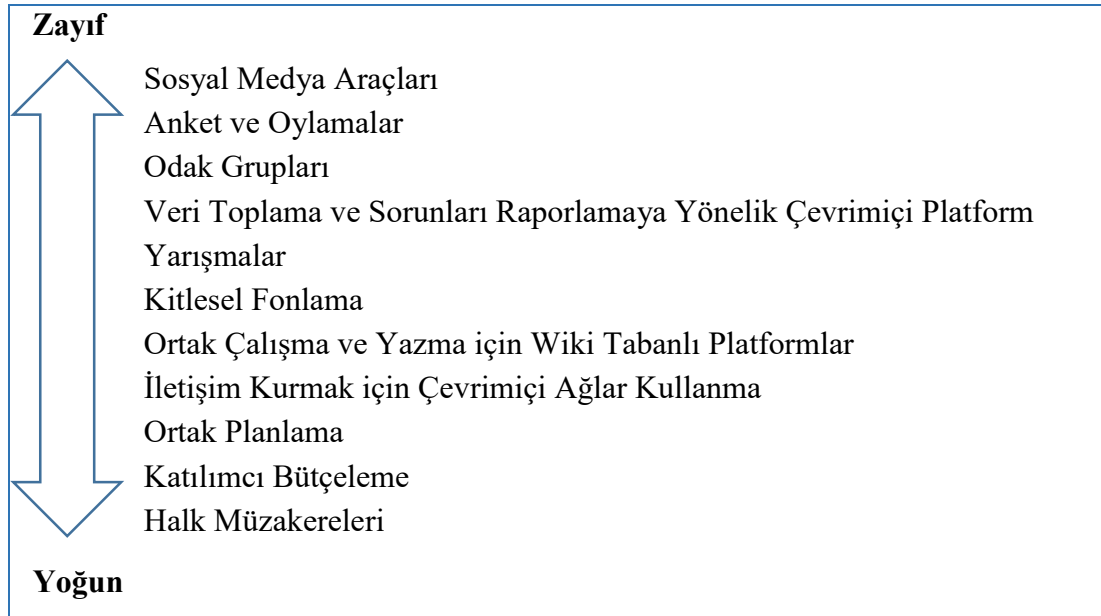 Zayıf
Sosyal Medya Araçları
Anket ve Oylamalar
Odak Grupları
Veri Toplama ve Sorunları Raporlamaya Yönelik Çevrimiçi Platform
Yarışmalar
Kitlesel Fonlama
Ortak Çalışma ve Yazma için Wiki Tabanlı Platformlar
İletişim Kurmak için Çevrimiçi Ağlar Kullanma
Ortak Planlama
Katılımcı Bütçeleme
Halk Müzakereleri
Yoğun